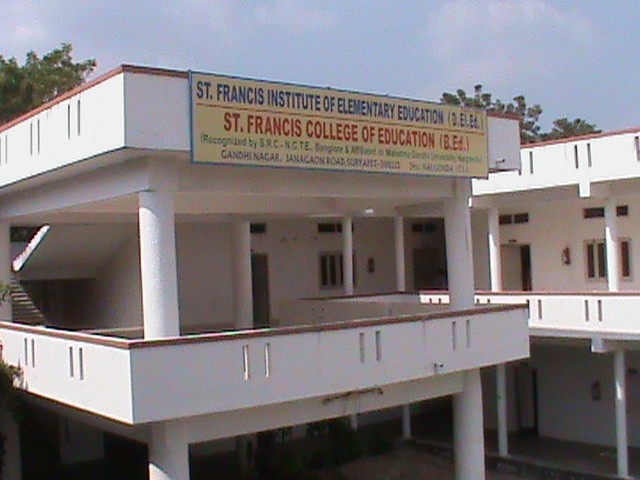 ST. FRANCIS INSTITUTE OF ELEMENTARY EDUCATION (D.El.Ed.)
ST. FRANCIS COLLEGE OF EDUCATION (B.Ed.)
(Recognized by S.R.C.- N.C.T.E., Banglore & Affiliated to Mahatma Gandhi University, Nalgonda)
GANDHI NAGAR, JANAGAON ROAD, SURYAPET-508213